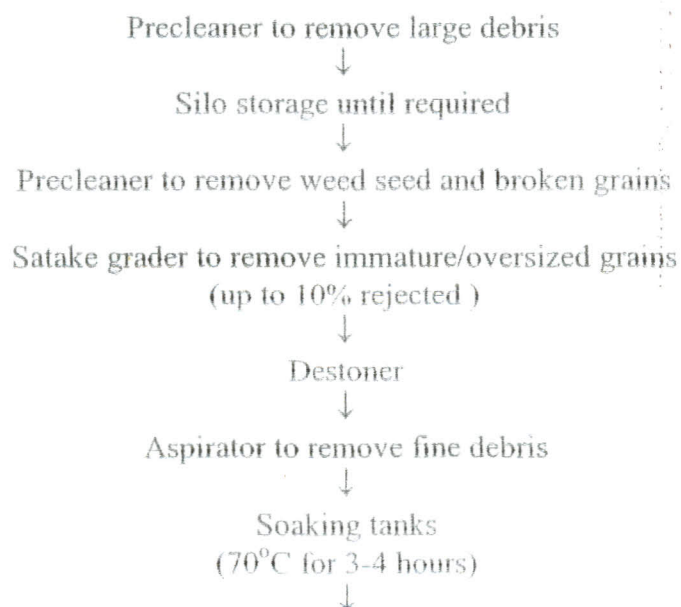 Precleaner to remove large debris
↓
Silo storage until required
↓
Precleaner to remove weed seed and broken grains
↓
Satake grader to remove immature/oversized grains
(up to 10% rejected )
↓
Destoner
↓
Aspirator to remove fine debris
↓
Soaking tanks
(70°C for 3-4 hours)
↓